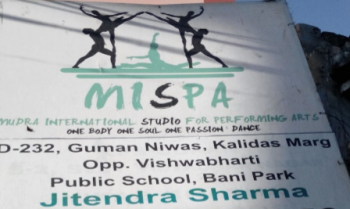 MISPA
MUDRA INTERNATIONAL STUDIO FOR PERFORMING ARTS
ONE BODY ONE SOUL ONE PASSION : DANCE
D-232, Guman Niwas, Kalidas Marg
Opp. Vishwabharti
Public School, Bani Park
Jitendra Sharma